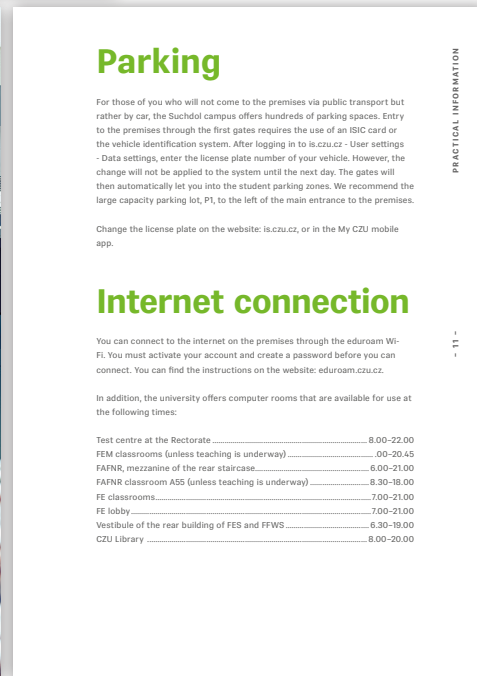 Parking
For those of you who will not come to the premises via public transport but
rather by car, the Suchdol campus offers hundreds of parking spaces. Entry
to the premises through the first gates requires the use of an ISIC card or
the vehicle identification system. After logging in to is.czu.cz - User settings
- Data settings, enter the license plate number of your vehicle. However, the
change will not be applied to the system until the next day. The gates will
then automatically let you into the student parking zones. We recommend the
large capacity parking lot, P1, to the left of the main entrance to the premises.
Change the license plate on the website: is.czu.cz, or in the My CZU mobile
app.
Internet connection
You can connect to the internet on the premises through the eduroam Wi-
Fi. You must activate your account and create a password before you can
connect. You can find the instructions on the website: eduroam.czu.cz.
In addition, the university offers computer rooms that are available for use at
the following times:
Test centre at the Rectorate ........ 8.00–22.00
FEM classrooms (unless teaching is underway) ........ .00–20.45
FAFNR, mezzanine of the rear staircase ........ 6.00–21.00
FAFNR classroom A55 (unless teaching is underway) ........ 8.30–18.00
FE classrooms ........ 7.00–21.00
FE lobby ........ 7.00–21.00
Vestibule of the rear building of FES and FFWS ........ 6.30–19.00
CZU Library ........ 8.00–20.00
PRACTICAL INFORMATION
- 11 -